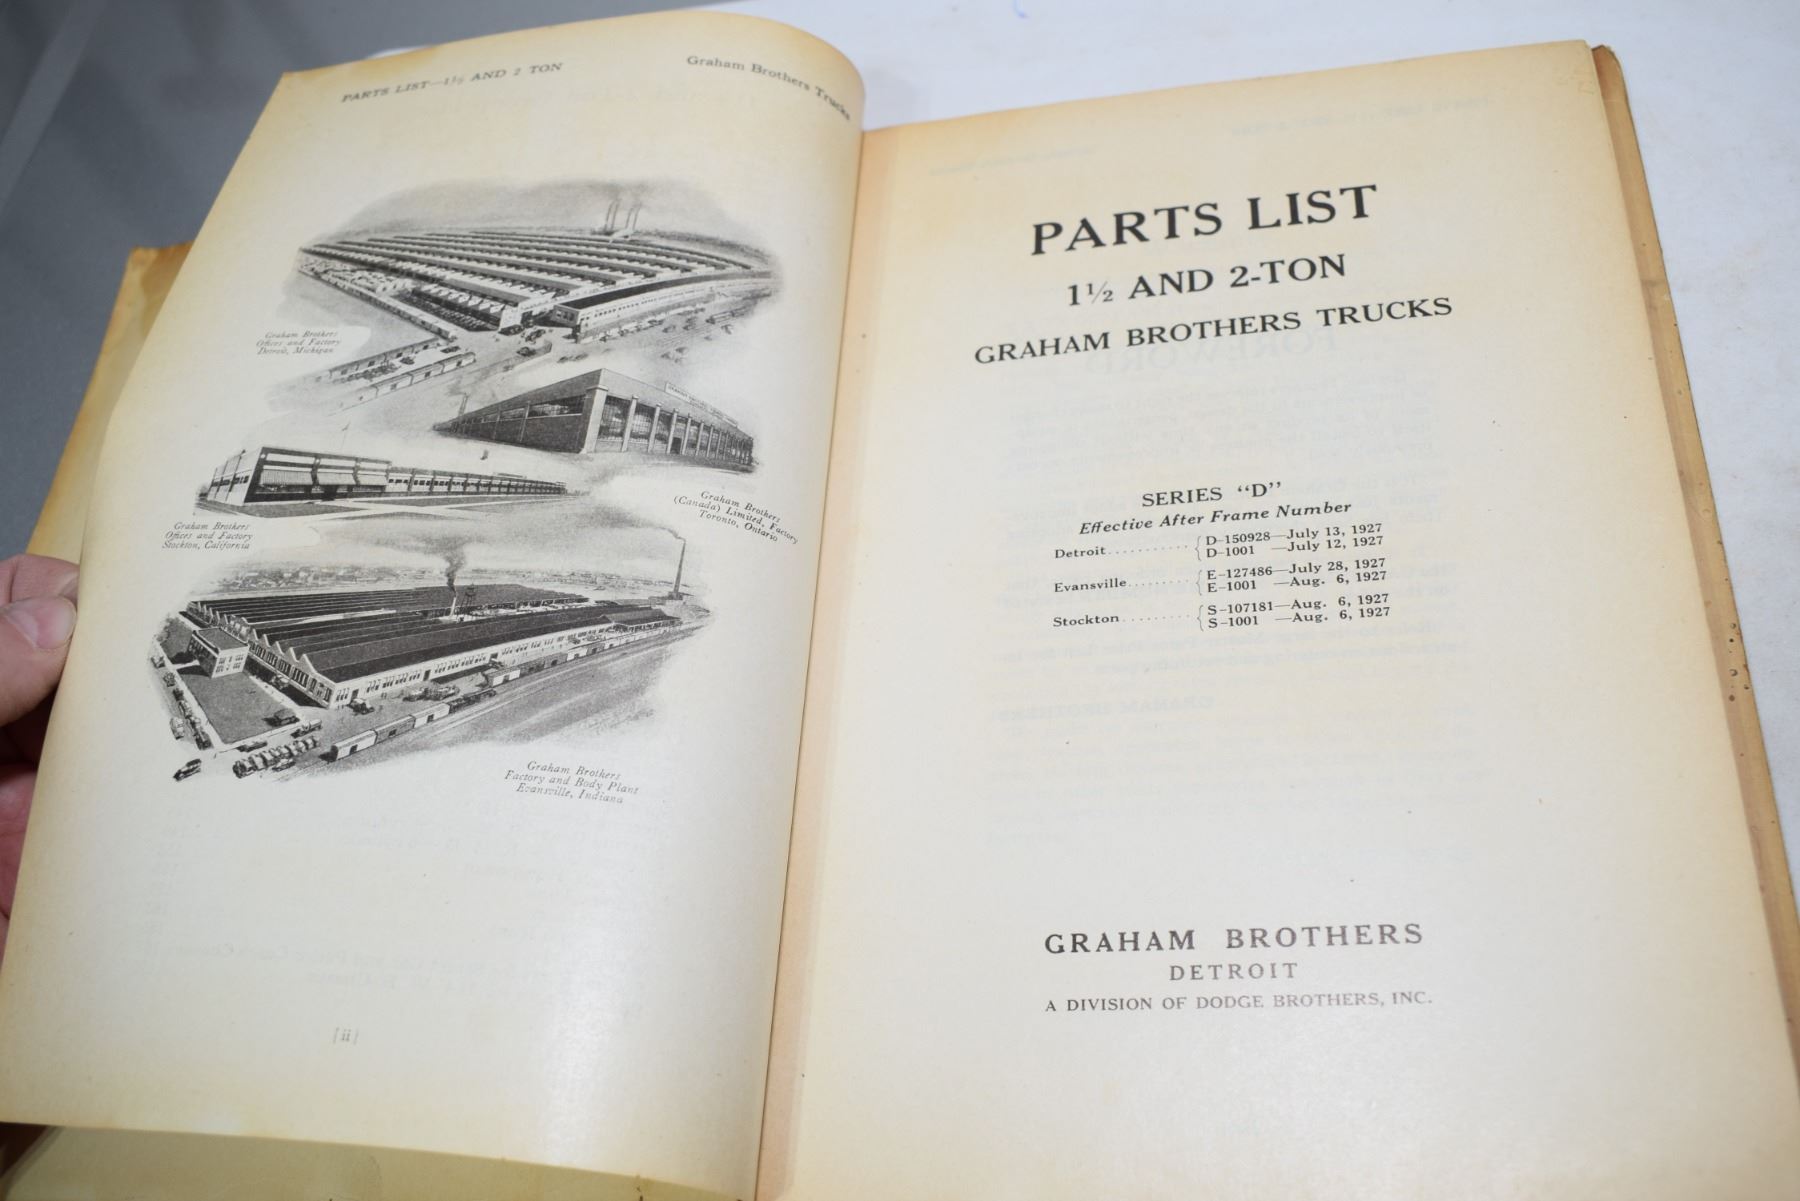 PARTS LIST—1½ AND 2 TON
Graham Brothers Trucks
Graham Brothers
Offices and Factory
Detroit, Michigan
Graham Brothers
(Canada) Limited, Factory
Toronto, Ontario
Graham Brothers
Offices and Factory
Stockton, California
Graham Brothers
Factory and Body Plant
Evansville, Indiana
[ii]
PARTS LIST
1½ AND 2-TON
GRAHAM BROTHERS TRUCKS
SERIES "D"
Effective After Frame Number
Detroit........... { D-150928—July 13, 1927
D-1001 —July 12, 1927
Evansville......... { E-127486—July 28, 1927
E-1001 —Aug. 6, 1927
Stockton......... { S-107181—Aug. 6, 1927
S-1001 —Aug. 6, 1927
GRAHAM BROTHERS
DETROIT
A DIVISION OF DODGE BROTHERS, INC.